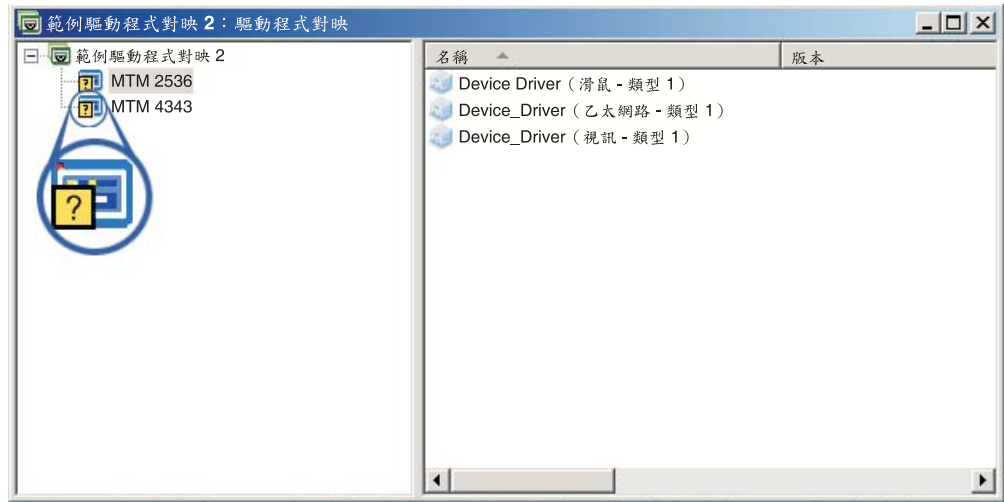 範例驅動程式對映 2：驅動程式對映
範例驅動程式對映 2
MTM 2536
MTM 4343
?
名稱 版本
Device Driver（滑鼠 - 類型 1）
Device_Driver（乙太網路 - 類型 1）
Device_Driver（視訊 - 類型 1）